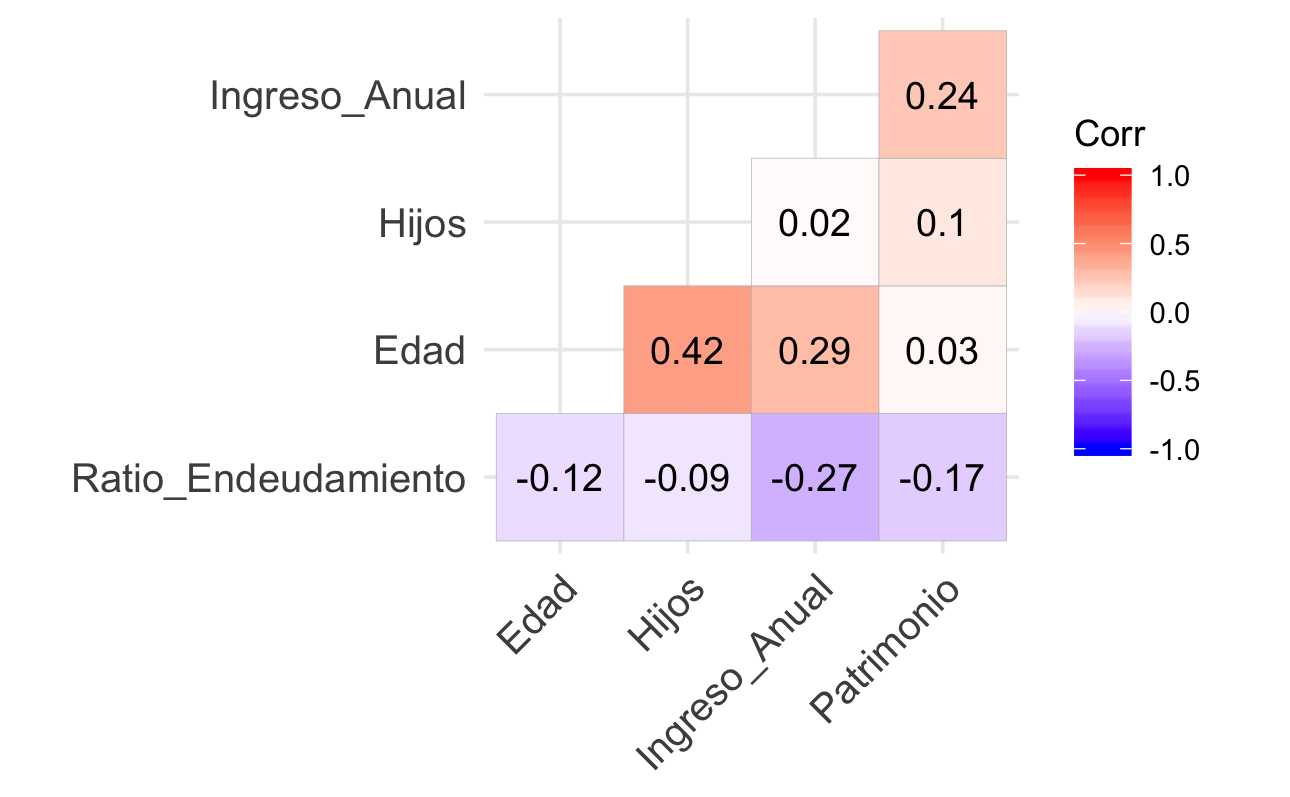 Ingreso_Anual 0.24
Hijos 0.02 0.1
Edad 0.42 0.29 0.03
Ratio_Endeudamiento -0.12 -0.09 -0.27 -0.17
Edad Hijos Ingreso_Anual Patrimonio
Corr
1.0
0.5
0.0
-0.5
-1.0